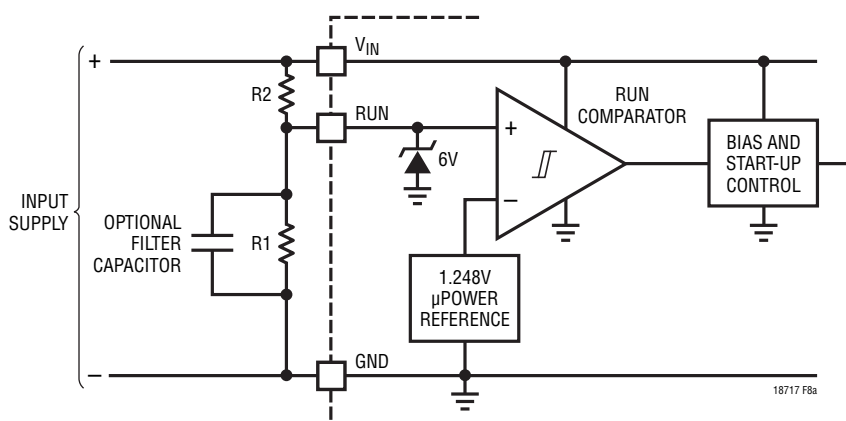 +
V_IN
R2
RUN
RUN
COMPARATOR
+
6V
BIAS AND
START-UP
CONTROL
INPUT
SUPPLY
OPTIONAL
FILTER
CAPACITOR
R1
–
1.248V
µPOWER
REFERENCE
–
GND
18717 F8a